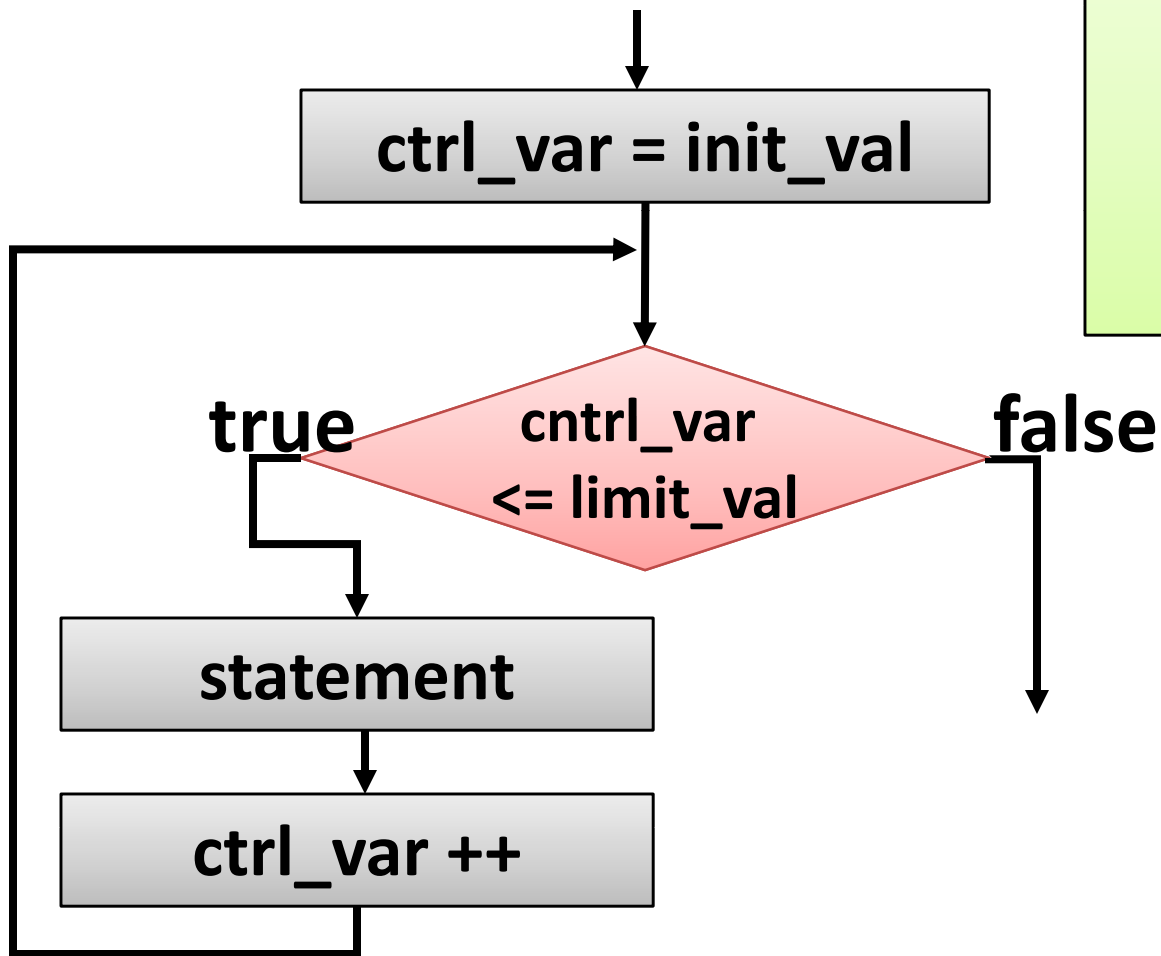 ctrl_var = init_val
true
cntrl_var
<= limit_val
false
statement
ctrl_var ++